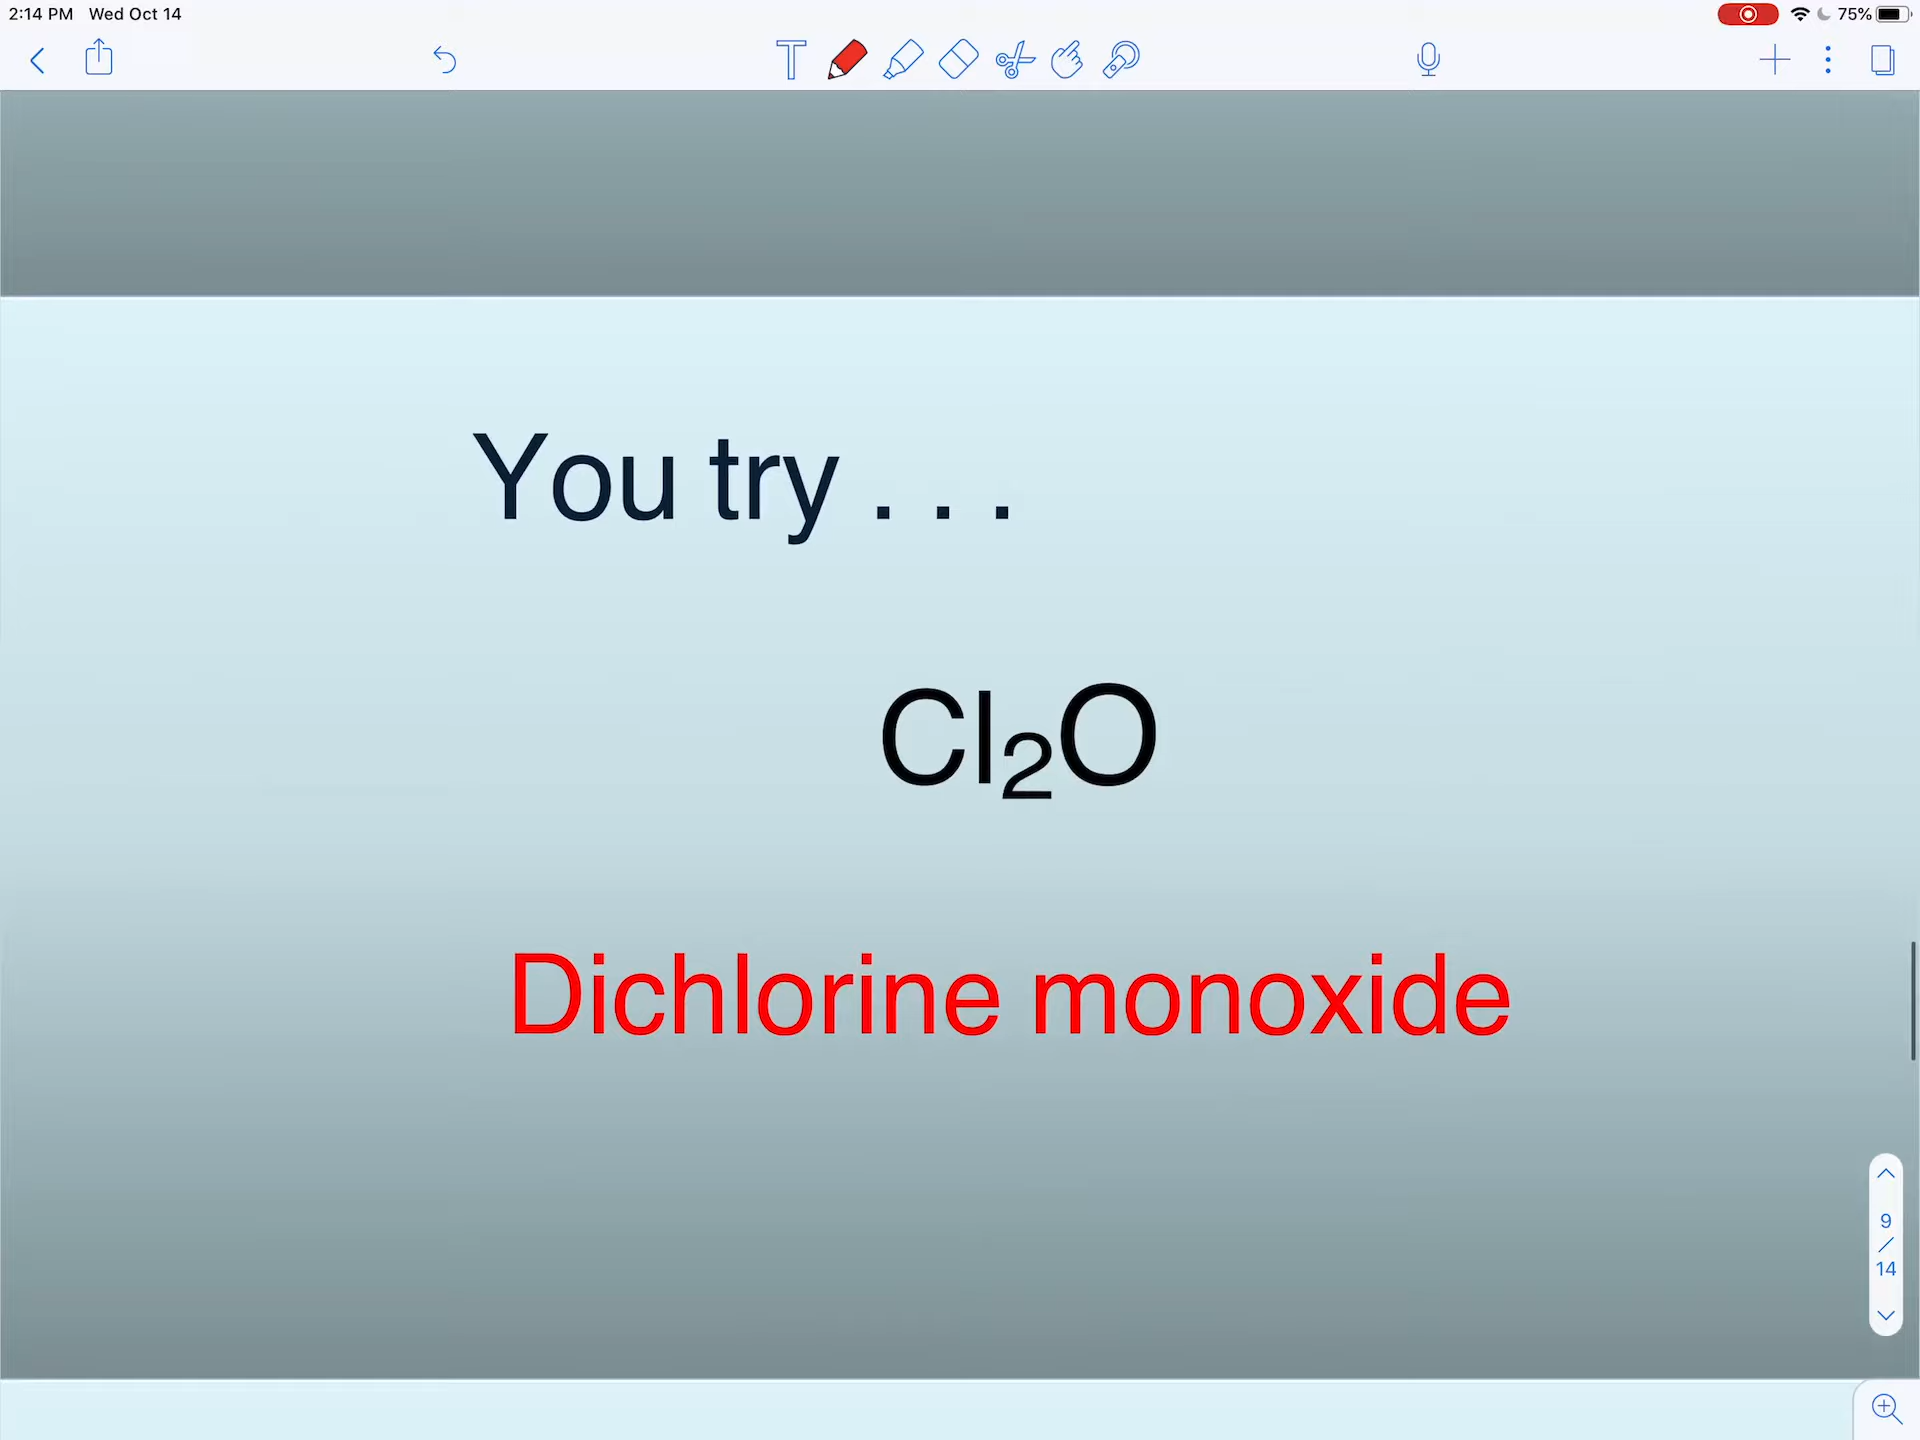 2:14 PM Wed Oct 14
75%
T
You try . . .
Cl₂O
Dichlorine monoxide
9
/
14